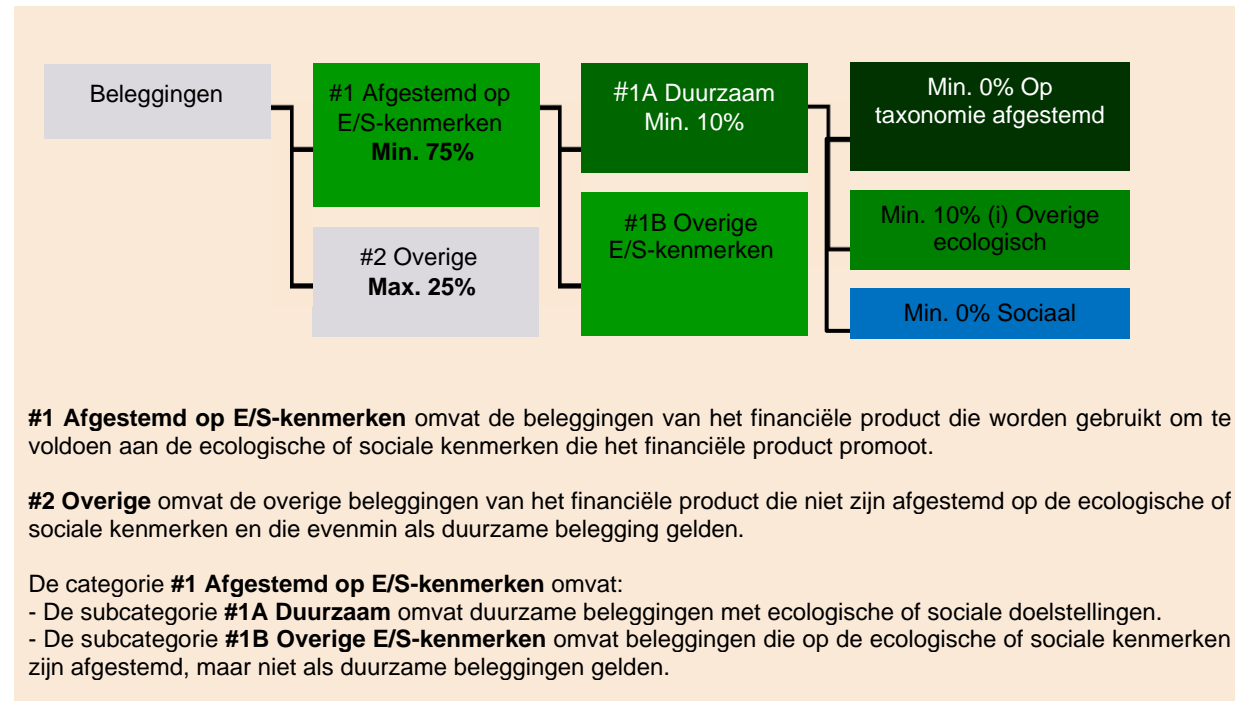 Beleggingen
#1 Afgestemd op
E/S-kenmerken
Min. 75%
#2 Overige
Max. 25%
#1A Duurzaam
Min. 10%
#1B Overige
E/S-kenmerken
Min. 0% Op
taxonomie afgestemd
Min. 10% (i) Overige
ecologisch
Min. 0% Sociaal
#1 Afgestemd op E/S-kenmerken omvat de beleggingen van het financiële product die worden gebruikt om te
voldoen aan de ecologische of sociale kenmerken die het financiële product promoot.
#2 Overige omvat de overige beleggingen van het financiële product die niet zijn afgestemd op de ecologische of
sociale kenmerken en die evenmin als duurzame belegging gelden.
De categorie #1 Afgestemd op E/S-kenmerken omvat:
- De subcategorie #1A Duurzaam omvat duurzame beleggingen met ecologische of sociale doelstellingen.
- De subcategorie #1B Overige E/S-kenmerken omvat beleggingen die op de ecologische of sociale kenmerken
zijn afgestemd, maar niet als duurzame beleggingen gelden.